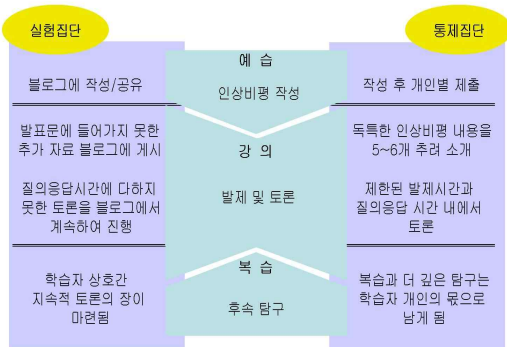 실험집단
통제집단
예 습
인상비평 작성
블로그에 작성/공유
작성 후 개인별 제출
강 의
발제 및 토론
발표문에 들어가지 못한
추가 자료 블로그에 게시
질의응답시간에 다하지
못한 토론을 블로그에서
계속하여 진행
독특한 인상비평 내용을
5~6개 추려 소개
제한된 발제시간과
질의응답 시간 내에서
토론
복 습
후속 탐구
학습자 상호간
지속적 토론의 장이
마련됨
복습과 더 깊은 탐구는
학습자 개인의 몫으로
남게 됨